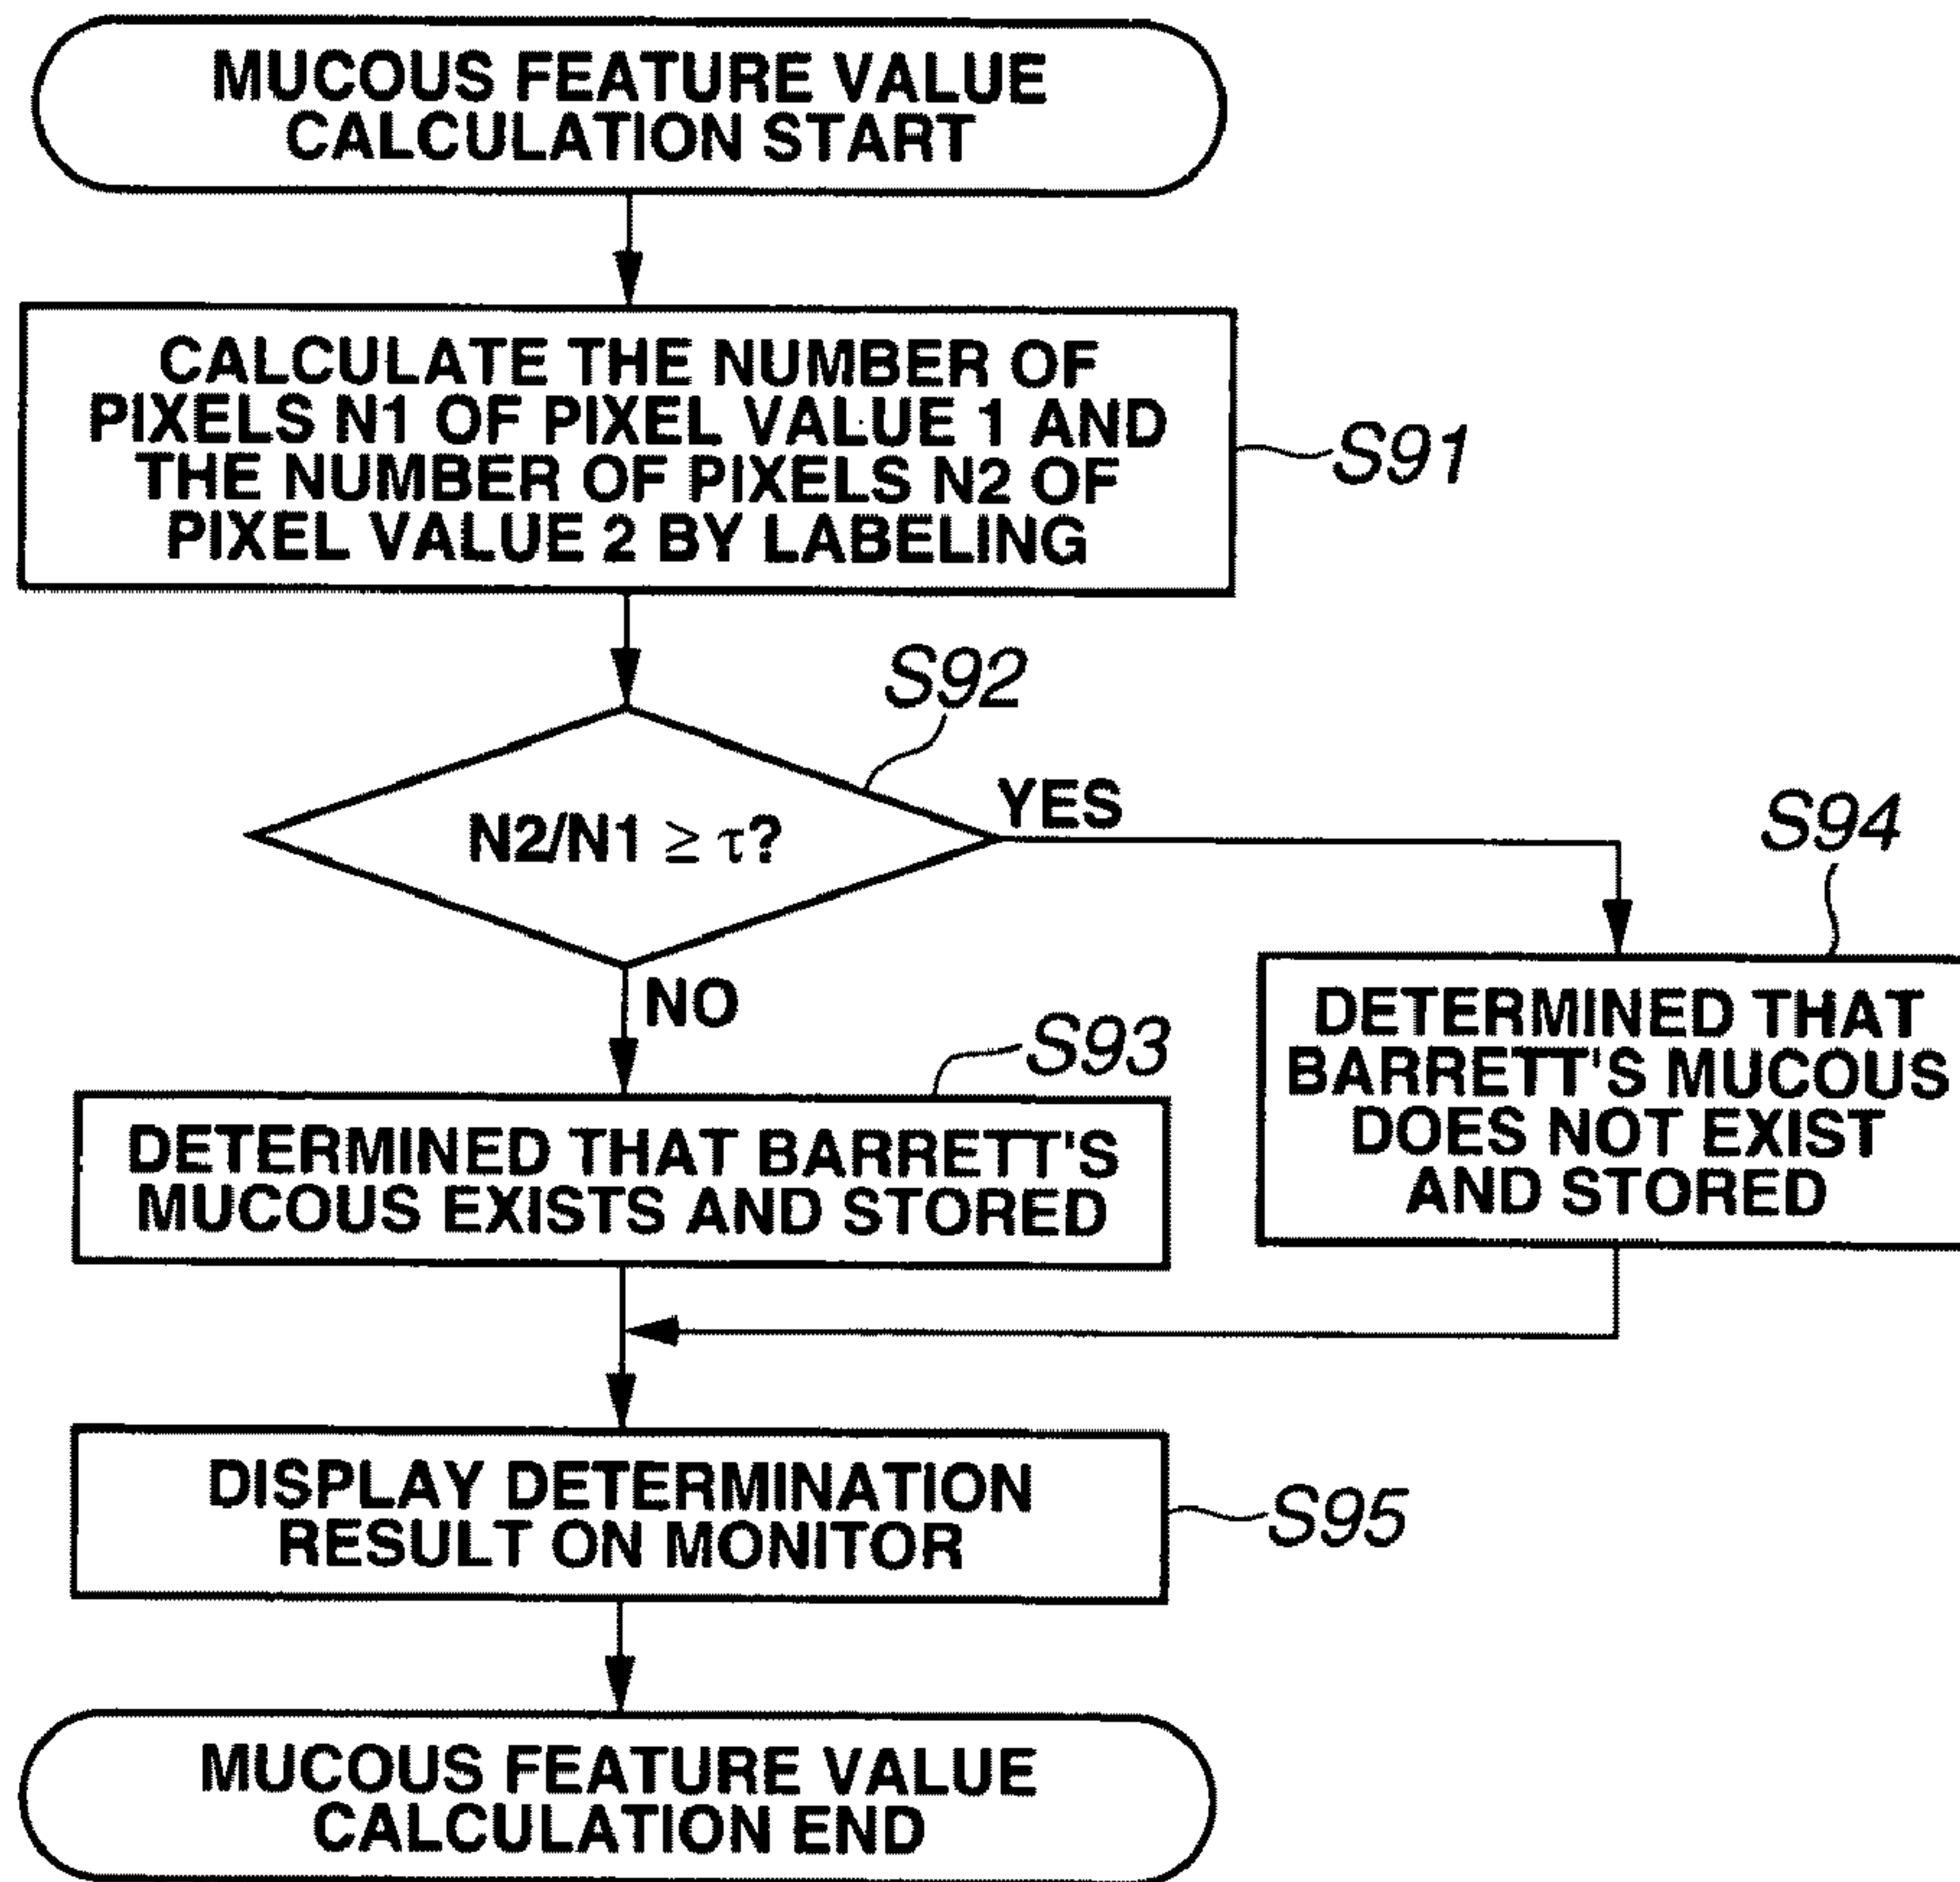 MUCOUS FEATURE VALUE
CALCULATION START
CALCULATE THE NUMBER OF
PIXELS N1 OF PIXEL VALUE 1 AND
THE NUMBER OF PIXELS N2 OF
PIXEL VALUE 2 BY LABELING
S91
S92
N2/N1 ≥ τ?
YES
S94
NO
DETERMINED THAT
BARRETT'S MUCOUS
DOES NOT EXIST
AND STORED
S93
DETERMINED THAT BARRETT'S
MUCOUS EXISTS AND STORED
DISPLAY DETERMINATION
RESULT ON MONITOR
S95
MUCOUS FEATURE VALUE
CALCULATION END